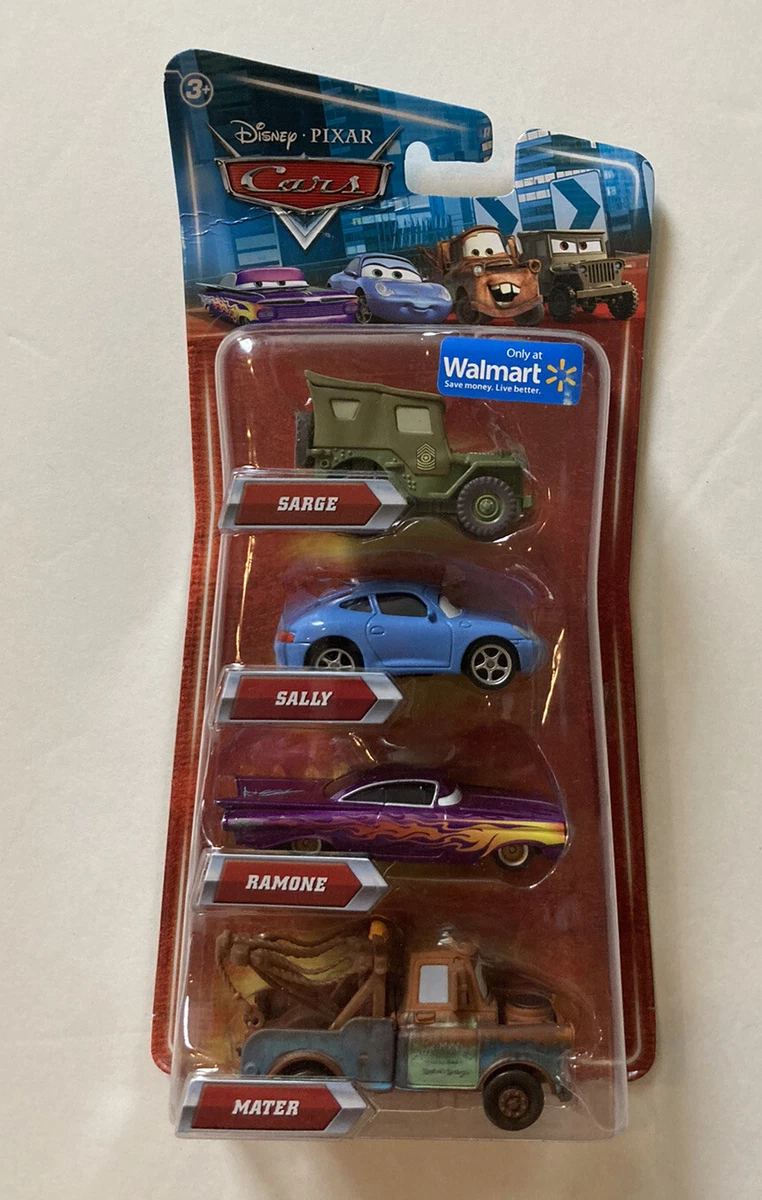 3+
DISNEY · PIXAR
Cars
Only at
Walmart
Save money. Live better.
SARGE
SALLY
RAMONE
MATER